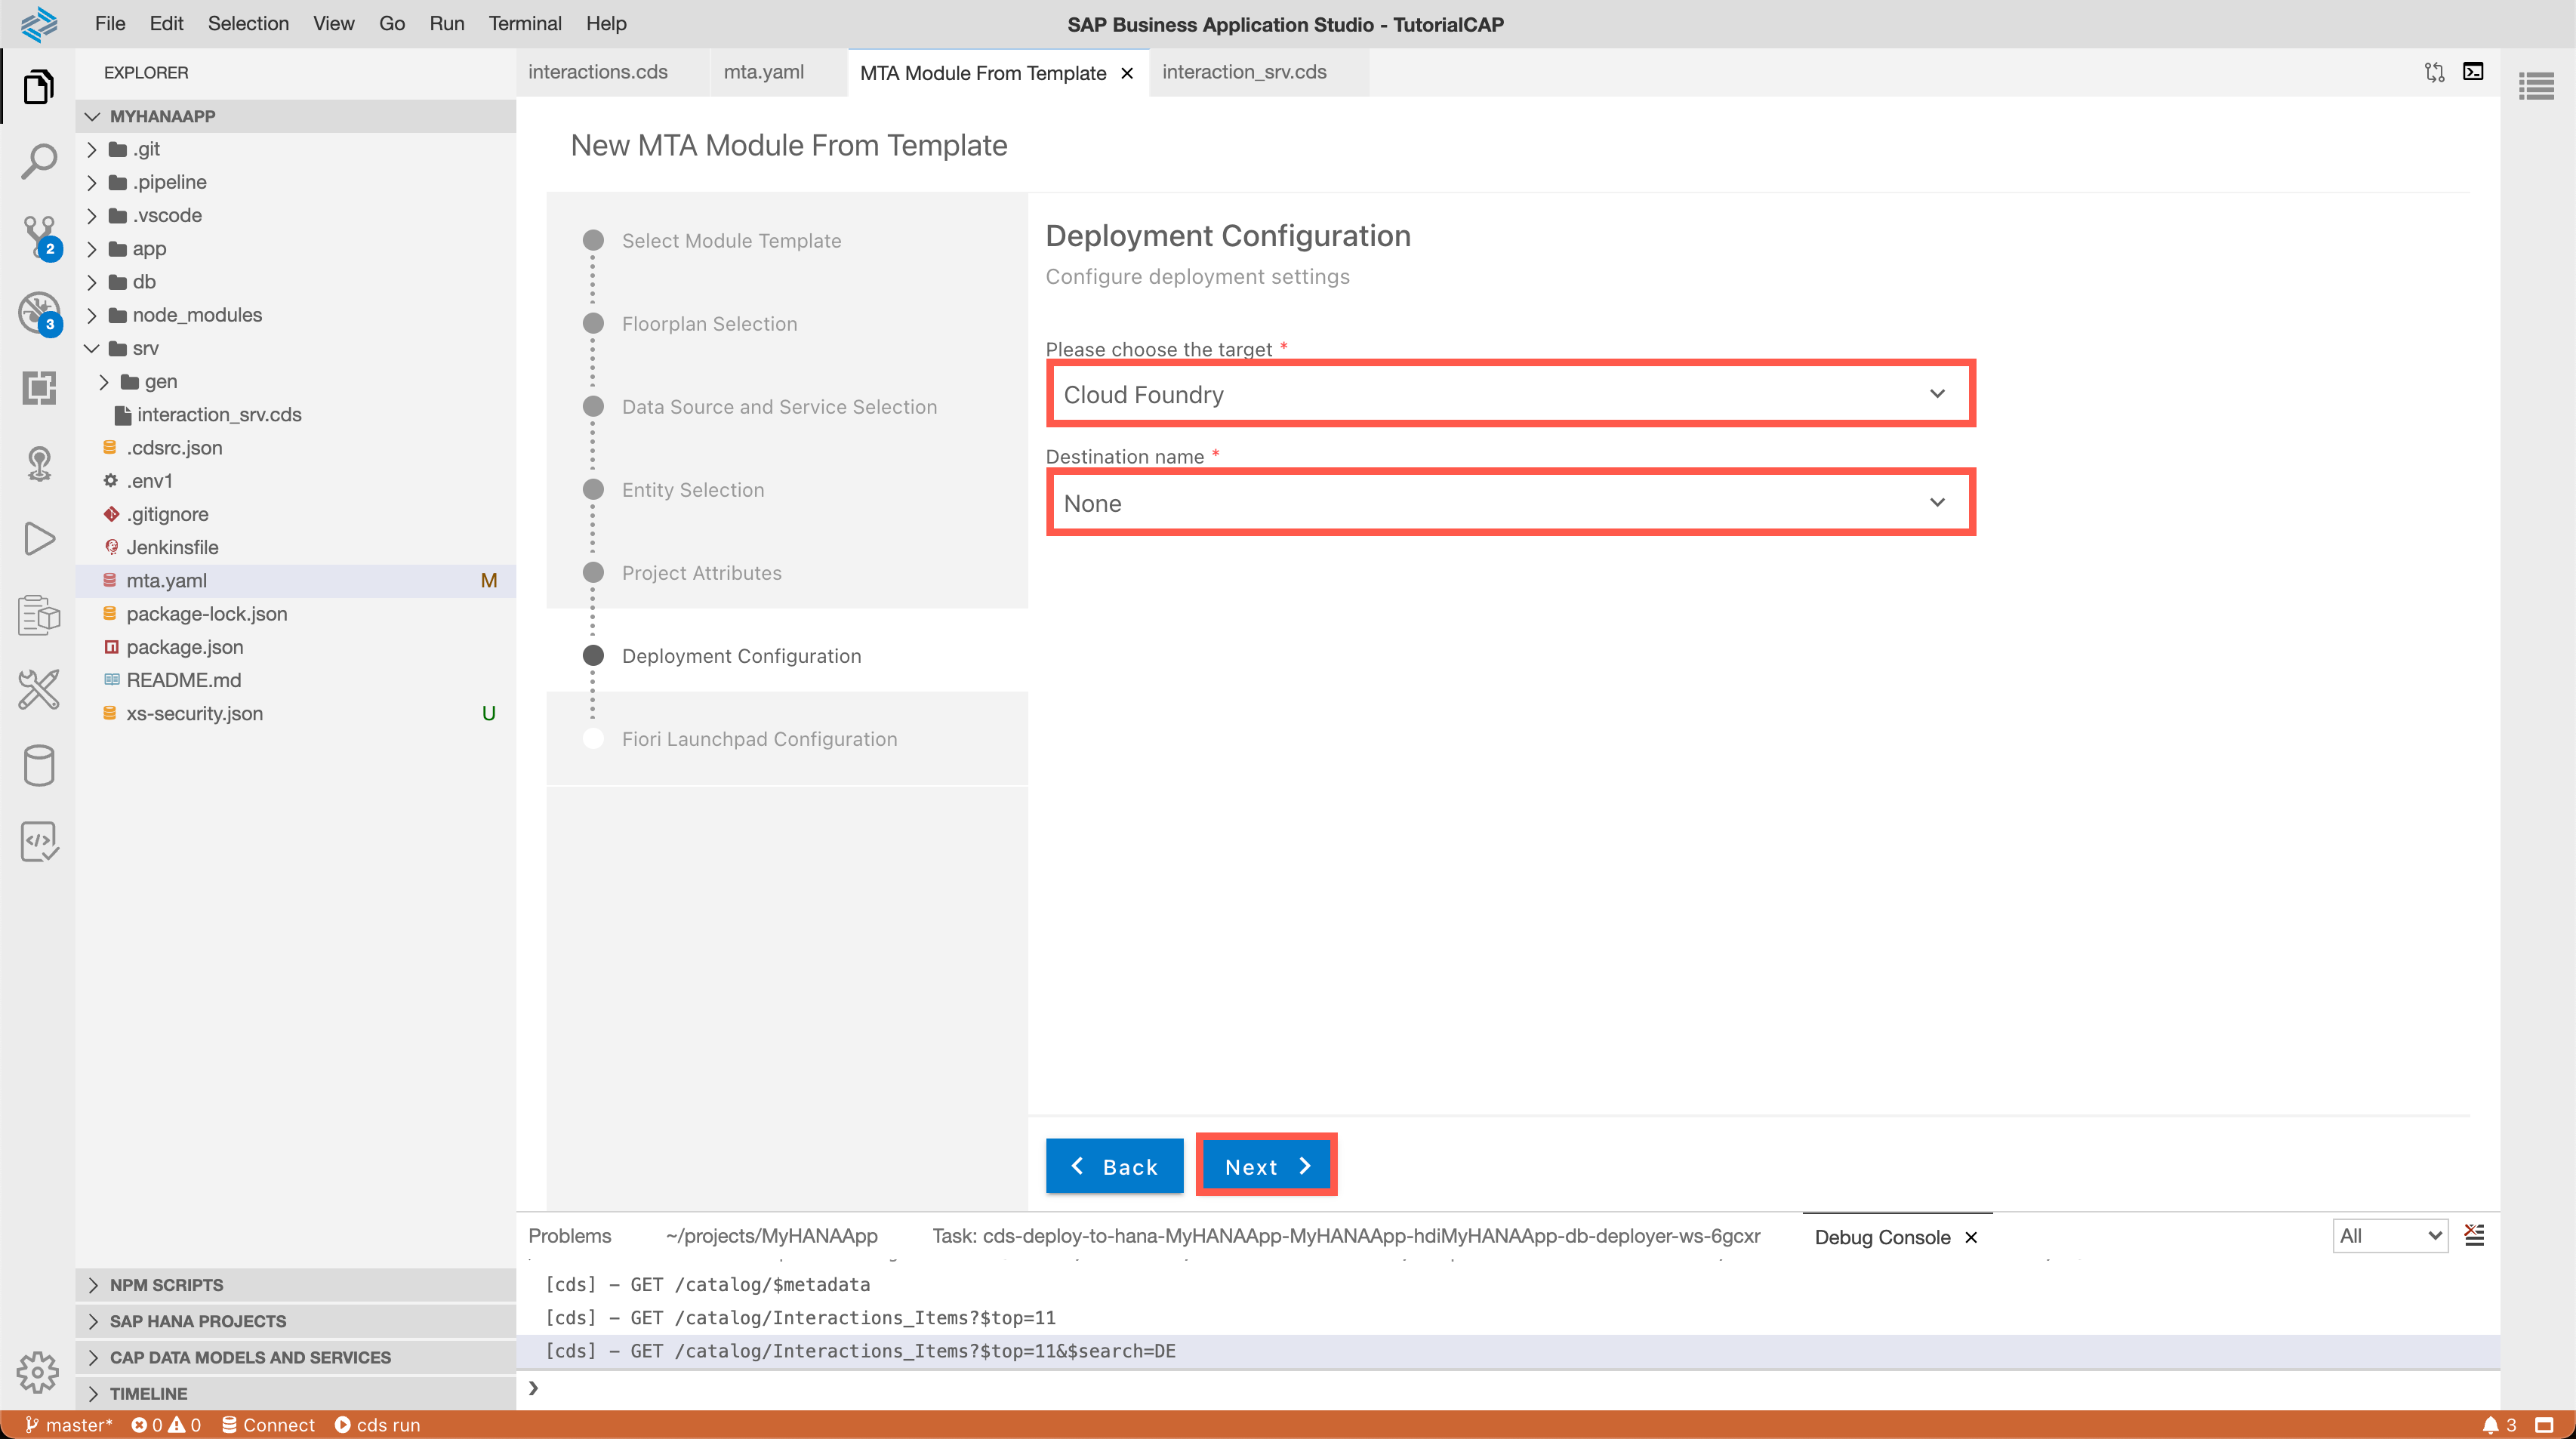 File Edit Selection View Go Run Terminal Help
SAP Business Application Studio - TutorialCAP
EXPLORER
interactions.cds
mta.yaml
MTA Module From Template
interaction_srv.cds
MYHANAAPP
.git
.pipeline
.vscode
app
db
node_modules
srv
gen
interaction_srv.cds
.cdsrc.json
.env1
.gitignore
Jenkinsfile
mta.yaml M
package-lock.json
package.json
README.md
xs-security.json U
2
3
NPM SCRIPTS
SAP HANA PROJECTS
CAP DATA MODELS AND SERVICES
TIMELINE
New MTA Module From Template
Select Module Template
Floorplan Selection
Data Source and Service Selection
Entity Selection
Project Attributes
Deployment Configuration
Fiori Launchpad Configuration
Deployment Configuration
Configure deployment settings
Please choose the target *
Cloud Foundry
Destination name *
None
Back
Next
Problems
~/projects/MyHANAApp
Task: cds-deploy-to-hana-MyHANAApp-MyHANAApp-hdiMyHANAApp-db-deployer-ws-6gcxr
Debug Console
All
[cds] - GET /catalog/$metadata
[cds] - GET /catalog/Interactions_Items?$top=11
[cds] - GET /catalog/Interactions_Items?$top=11&$search=DE
master* 0 0 Connect cds run
3